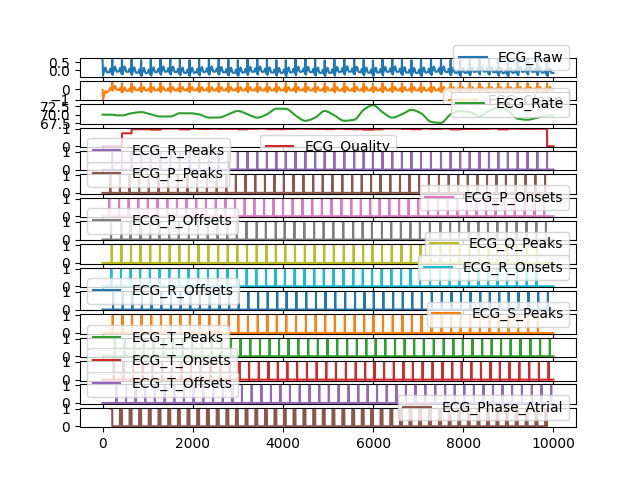 0.5
0.0
ECG_Raw
0
−1
72.5
70.0
67.5
ECG_Rate
1
0
ECG_Quality
1
0
ECG_R_Peaks
1
0
ECG_P_Peaks
1
0
ECG_P_Onsets
1
0
ECG_P_Offsets
1
0
ECG_Q_Peaks
1
0
ECG_R_Onsets
1
0
ECG_R_Offsets
1
0
ECG_S_Peaks
1
0
ECG_T_Peaks
1
0
ECG_T_Onsets
1
0
ECG_T_Offsets
1
0
ECG_Phase_Atrial
0 2000 4000 6000 8000 10000